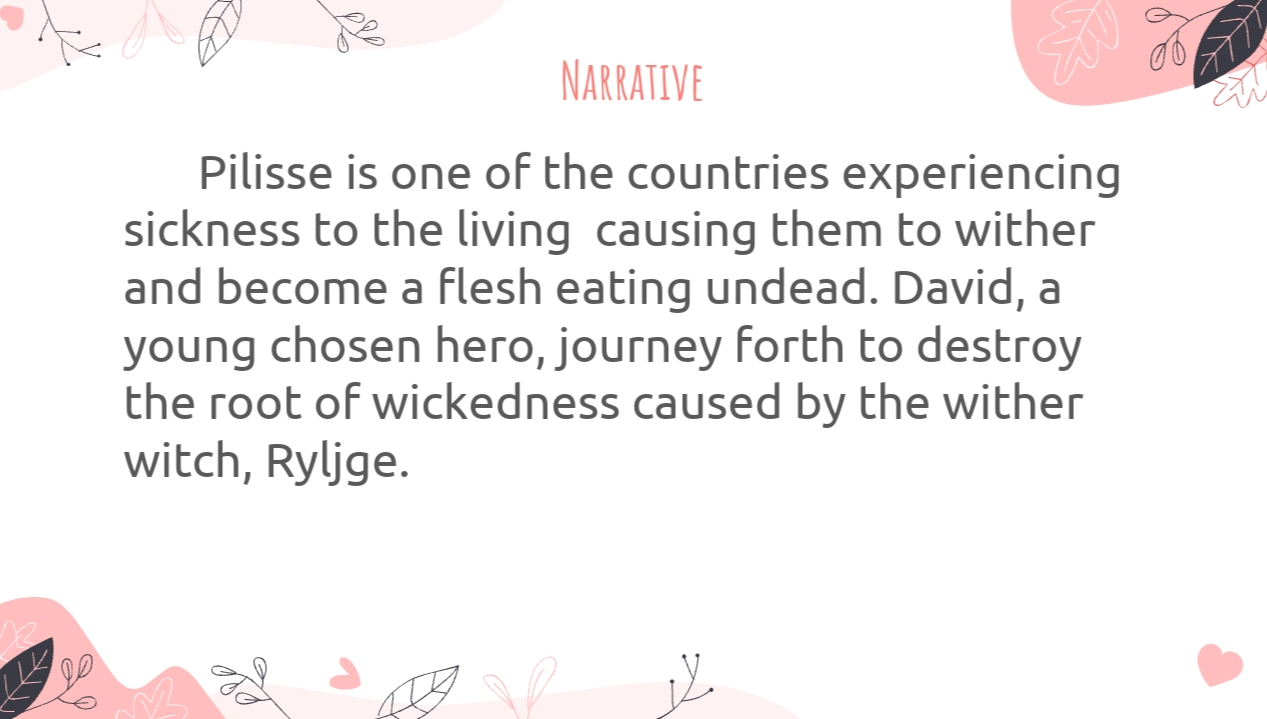 Narrative
Pilisse is one of the countries experiencing
sickness to the living  causing them to wither
and become a flesh eating undead. David, a
young chosen hero, journey forth to destroy
the root of wickedness caused by the wither
witch, Ryljge.